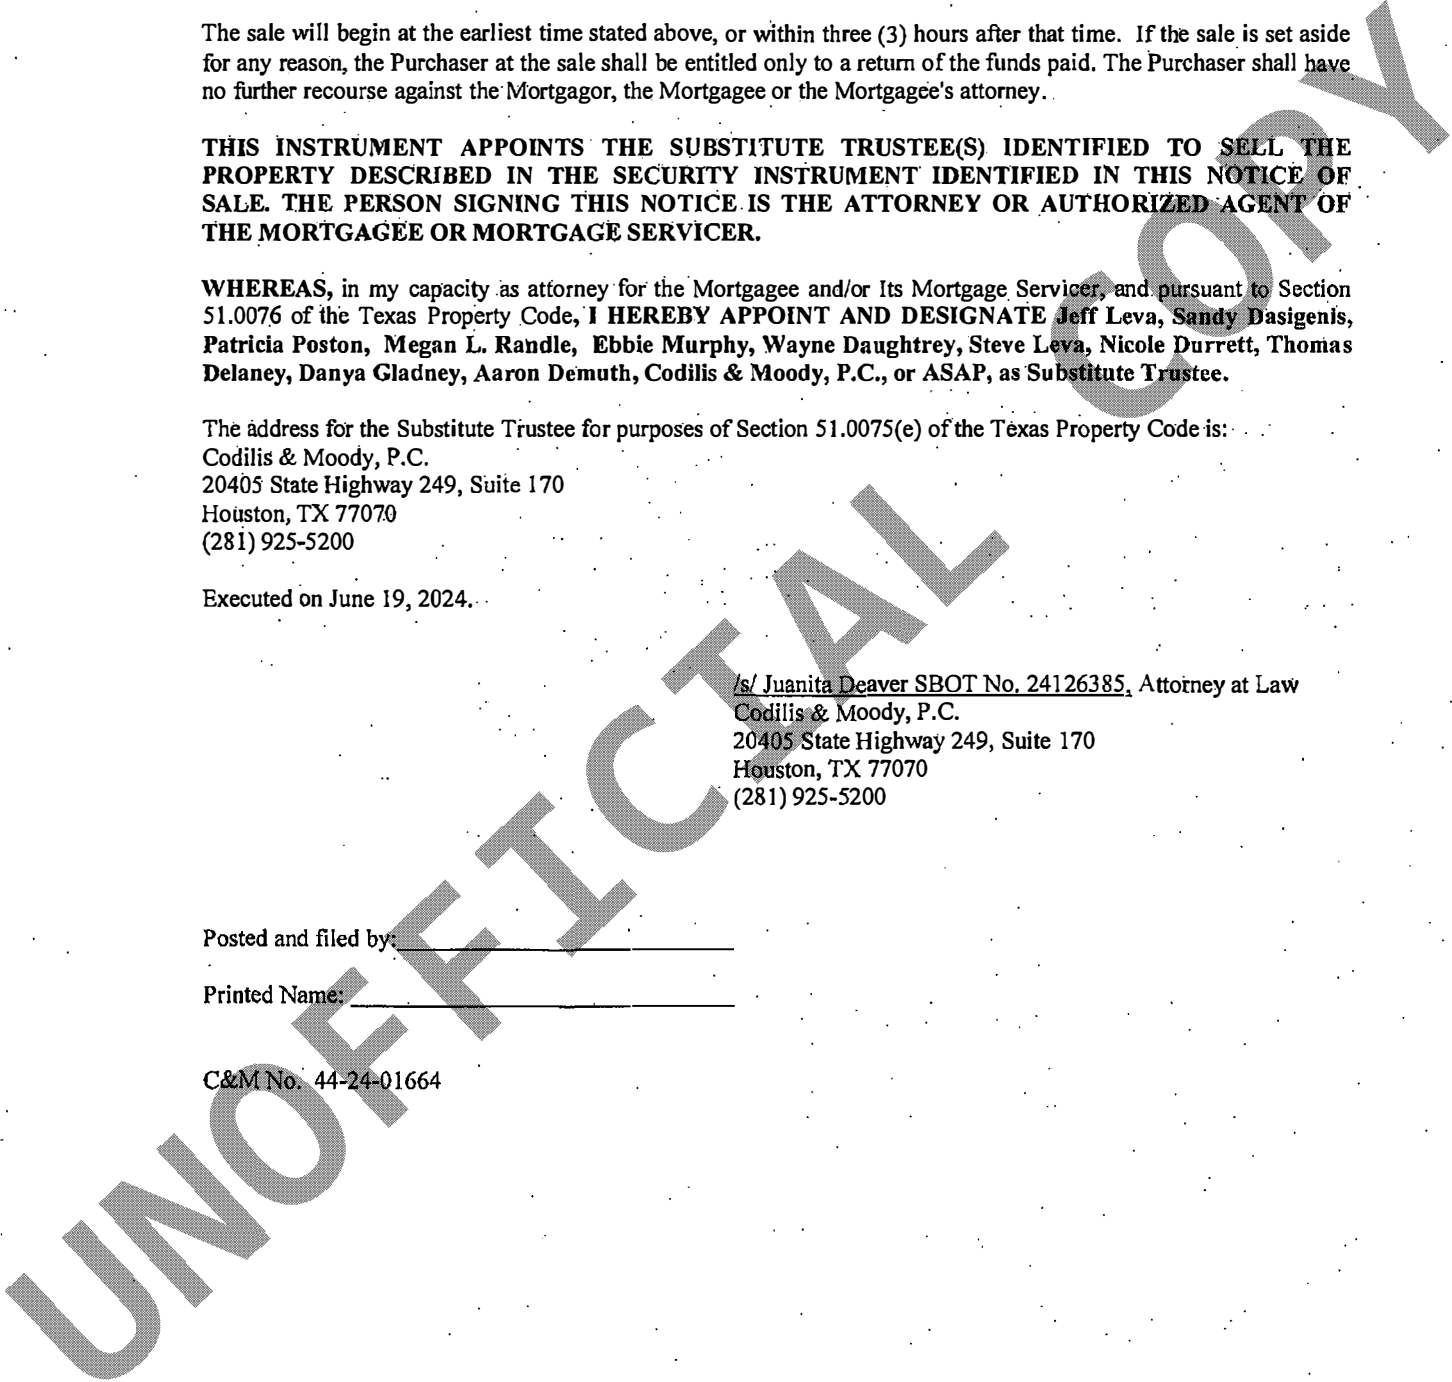 The sale will begin at the earliest time stated above, or within three (3) hours after that time. If the sale is set aside
for any reason, the Purchaser at the sale shall be entitled only to a return of the funds paid. The Purchaser shall have
no further recourse against the Mortgagor, the Mortgagee or the Mortgagee's attorney.
THIS INSTRUMENT APPOINTS THE SUBSTITUTE TRUSTEE(S) IDENTIFIED TO SELL THE
PROPERTY DESCRIBED IN THE SECURITY INSTRUMENT IDENTIFIED IN THIS NOTICE OF
SALE. THE PERSON SIGNING THIS NOTICE IS THE ATTORNEY OR AUTHORIZED AGENT OF
THE MORTGAGEE OR MORTGAGE SERVICER.
WHEREAS, in my capacity as attorney for the Mortgagee and/or Its Mortgage Servicer, and pursuant to Section
51.0076 of the Texas Property Code, I HEREBY APPOINT AND DESIGNATE Jeff Leva, Sandy Dasigenis,
Patricia Poston, Megan L. Randle, Ebbie Murphy, Wayne Daughtrey, Steve Leva, Nicole Durrett, Thomas
Delaney, Danya Gladney, Aaron Demuth, Codilis & Moody, P.C., or ASAP, as Substitute Trustee.
The address for the Substitute Trustee for purposes of Section 51.0075(e) of the Texas Property Code is:
Codilis & Moody, P.C.
20405 State Highway 249, Suite 170
Houston, TX 77070
(281) 925-5200
Executed on June 19, 2024.
/s/ Juanita Deaver SBOT No. 24126385, Attorney at Law
Codilis & Moody, P.C.
20405 State Highway 249, Suite 170
Houston, TX 77070
(281) 925-5200
Posted and filed by:
Printed Name:
C&M No. 44-24-01664
UNOFFICIAL COPY